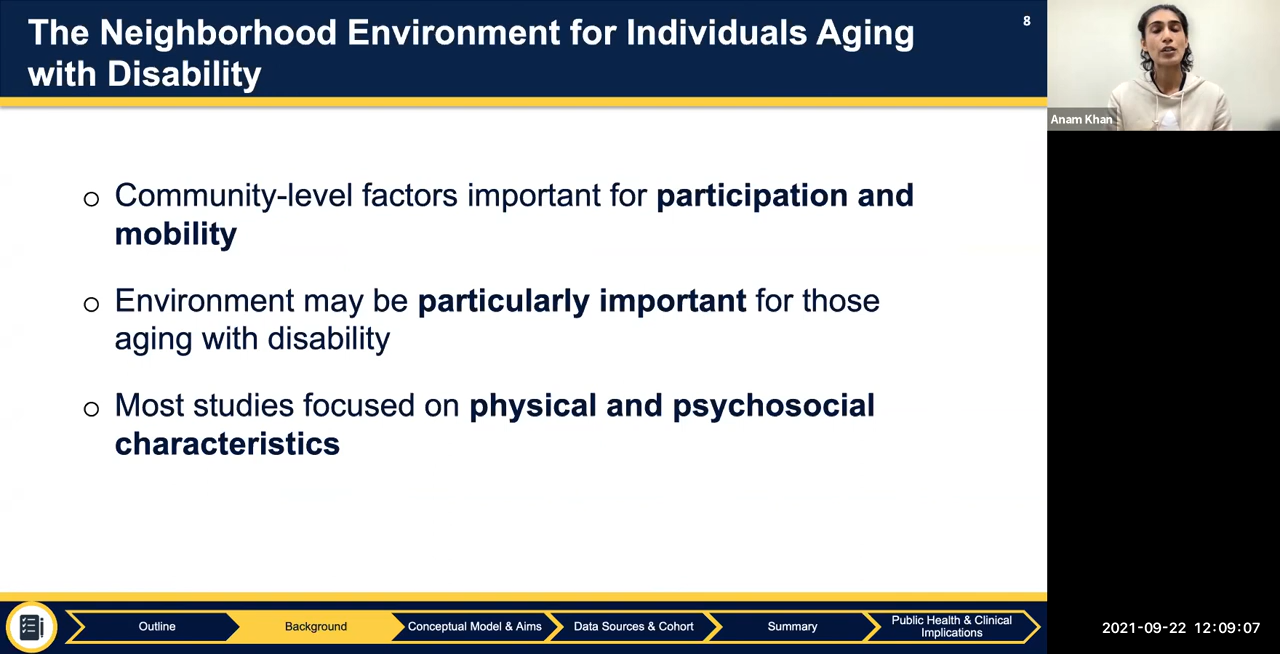 The Neighborhood Environment for Individuals Aging
with Disability
8
Anam Khan
o Community-level factors important for participation and
mobility
o Environment may be particularly important for those
aging with disability
o Most studies focused on physical and psychosocial
characteristics
Outline
Background
Conceptual Model & Aims
Data Sources & Cohort
Summary
Public Health & Clinical
Implications
2021-09-22 12:09:07